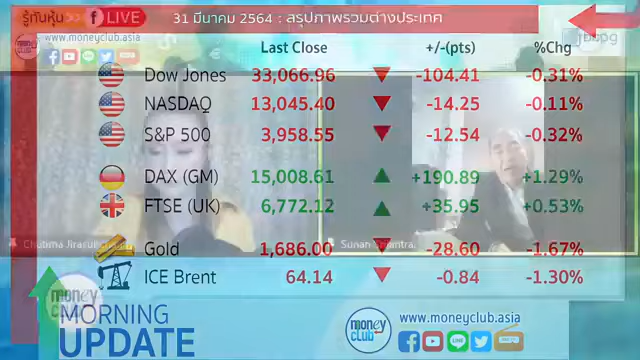 รู้ทันหุ้น LIVE 31 มีนาคม 2564 : สรุปภาพรวมต่างประเทศ
www.moneyclub.asia
Last Close +/-(pts) %Chg
Dow Jones 33,066.96 -104.41 -0.31%
NASDAQ 13,045.40 -14.25 -0.11%
S&P 500 3,958.55 -12.54 -0.32%
DAX (GM) 15,008.61 +190.89 +1.29%
FTSE (UK) 6,772.12 +35.95 +0.53%
Gold 1,686.00 -28.60 -1.67%
ICE Brent 64.14 -0.84 -1.30%
money CLUB
MORNING
UPDATE
money CLUB
www.moneyclub.asia